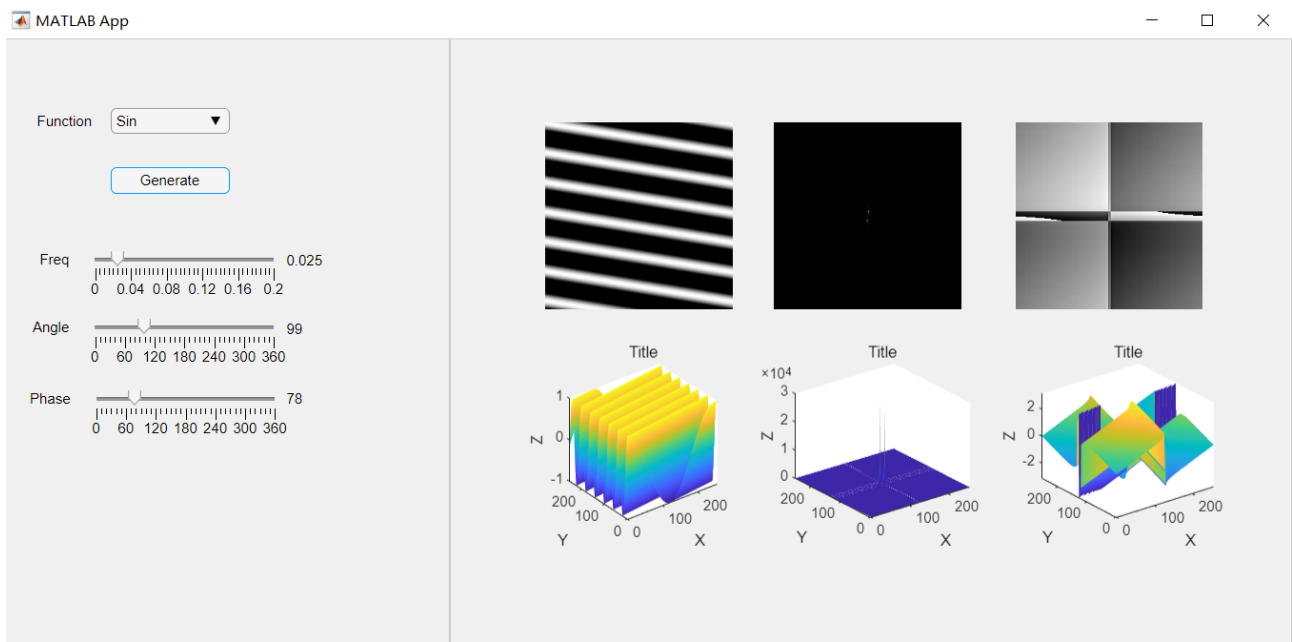 MATLAB App
Function Sin
Generate
Freq 0.025
0 0.04 0.08 0.12 0.16 0.2
Angle 99
0 60 120 180 240 300 360
Phase 78
0 60 120 180 240 300 360
Title
1
0
-1
Z
200
100
0
Y
0
100
200
X
Title
×10⁴
3
2
1
0
Z
200
100
0
Y
0
100
200
X
Title
2
0
-2
Z
200
100
0
Y
0
100
200
X